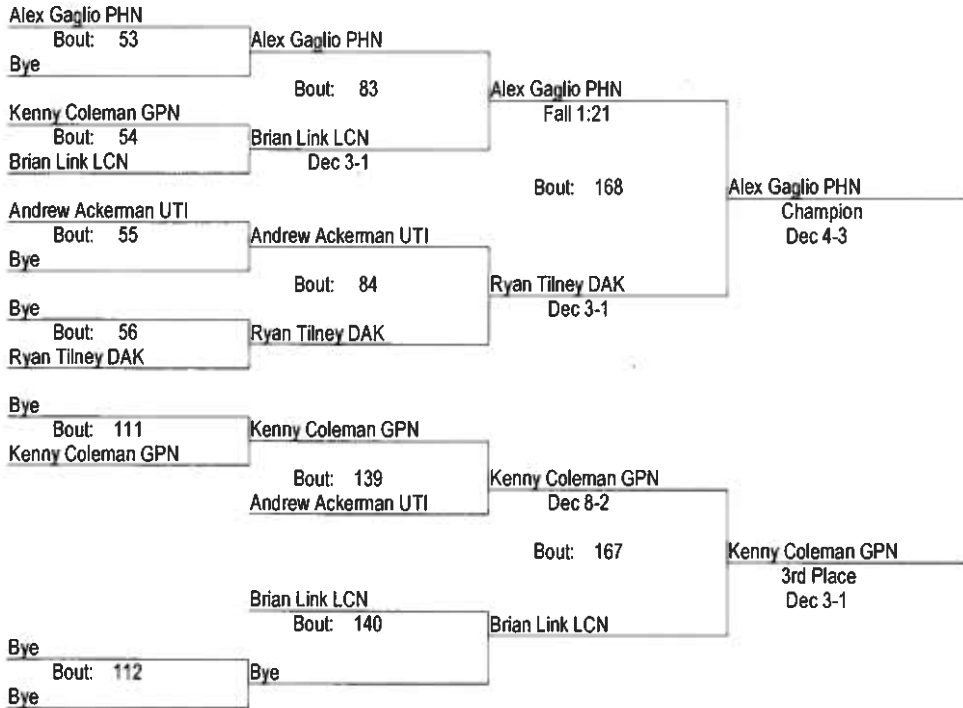 Alex Gaglio PHN
Bout: 53
Bye
Alex Gaglio PHN
Bout: 83
Kenny Coleman GPN
Bout: 54
Brian Link LCN
Brian Link LCN
Dec 3-1
Alex Gaglio PHN
Fall 1:21
Bout: 168
Andrew Ackerman UTI
Bout: 55
Bye
Andrew Ackerman UTI
Bout: 84
Bye
Bout: 56
Ryan Tilney DAK
Ryan Tilney DAK
Ryan Tilney DAK
Dec 3-1
Alex Gaglio PHN
Champion
Dec 4-3
Bye
Bout: 111
Kenny Coleman GPN
Kenny Coleman GPN
Bout: 139
Andrew Ackerman UTI
Kenny Coleman GPN
Dec 8-2
Bout: 167
Kenny Coleman GPN
3rd Place
Dec 3-1
Brian Link LCN
Bout: 140
Brian Link LCN
Bye
Bout: 112
Bye
Bye